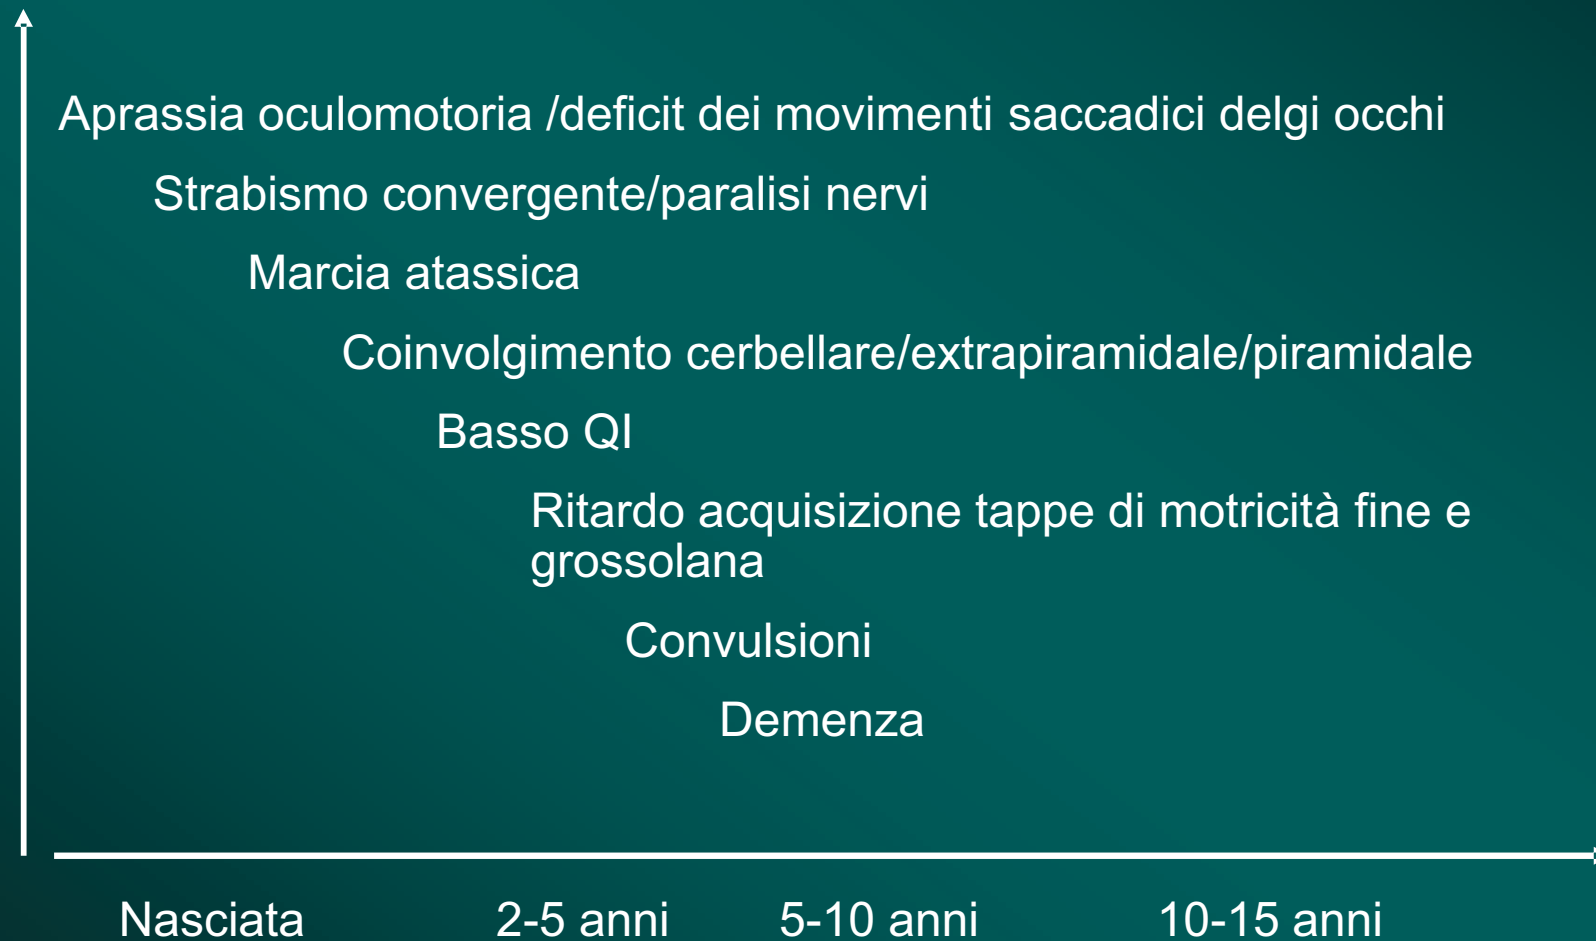 Aprassia oculomotoria /deficit dei movimenti saccadici delgi occhi
Strabismo convergente/paralisi nervi
Marcia atassica
Coinvolgimento cerbellare/extrapiramidale/piramidale
Basso QI
Ritardo acquisizione tappe di motricità fine e
grossolana
Convulsioni
Demenza
Nasciata 2-5 anni 5-10 anni 10-15 anni